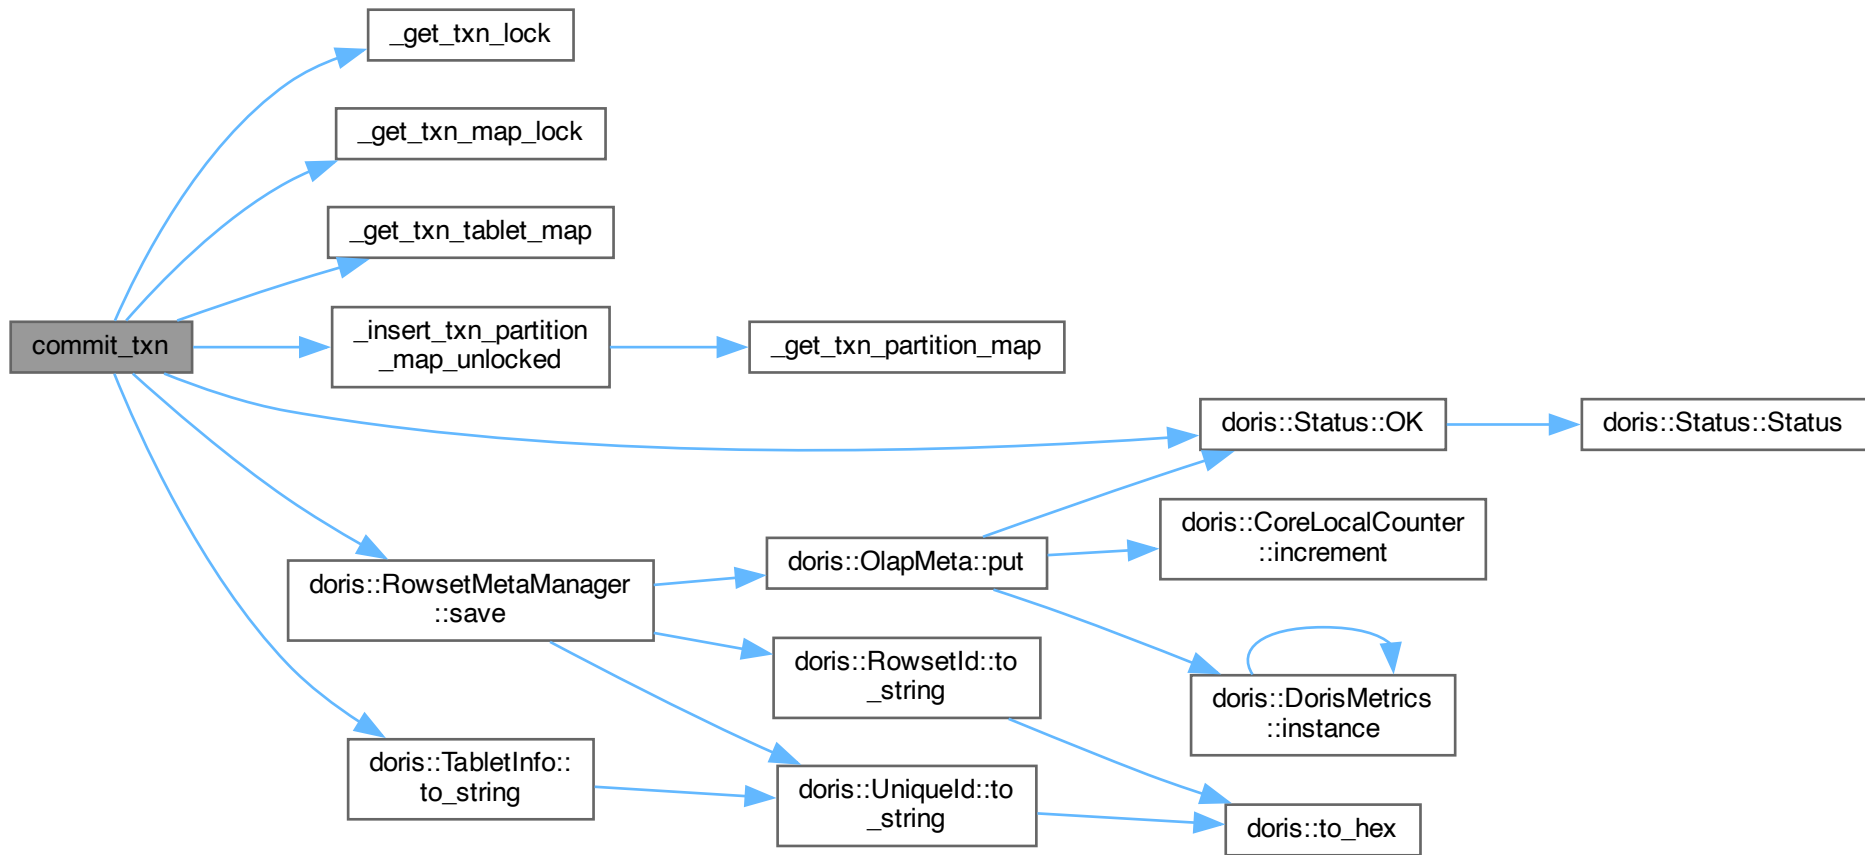 _get_txn_lock
_get_txn_map_lock
_get_txn_tablet_map
commit_txn
_insert_txn_partition
_map_unlocked
_get_txn_partition_map
doris::Status::OK
doris::Status::Status
doris::CoreLocalCounter
::increment
doris::OlapMeta::put
doris::RowsetMetaManager
::save
doris::RowsetId::to
_string
doris::DorisMetrics
::instance
doris::TabletInfo::
to_string
doris::UniqueId::to
_string
doris::to_hex